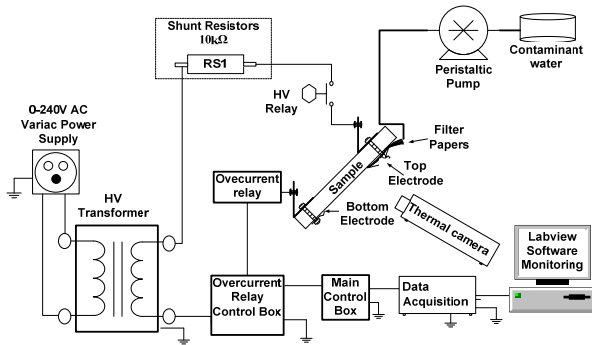 Shunt Resistors
10kΩ
RS1
HV
Relay
Peristaltic
Pump
Contaminant
water
0-240V AC
Variac Power
Supply
Filter
Papers
Top
Electrode
Sample
Ovecurrent
relay
Bottom
Electrode
Thermal camera
HV
Transformer
Labview
Software
Monitoring
Overcurrent
Relay
Control Box
Main
Control
Box
Data
Acquisition